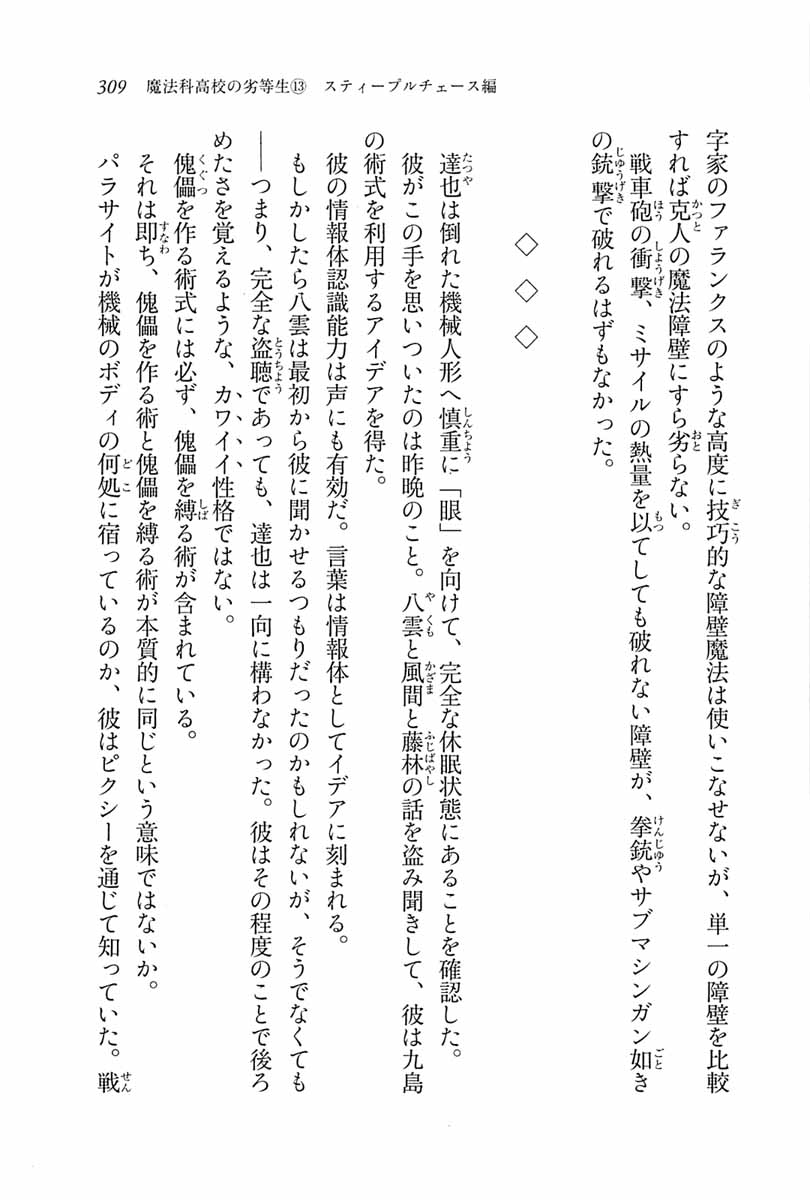 309　魔法科高校の劣等生⑬　スティープルチェース編
字家のファランクスのような高度に技巧的な障壁魔法は使いこなせないが、単一の障壁を比較
すれば克人の魔法障壁にすら劣らない。
戦車砲の衝撃、ミサイルの熱量を以てしても破れない障壁が、拳銃やサブマシンガン如き
の銃撃で破れるはずもなかった。
◇　◇　◇
達也は倒れた機械人形へ慎重に「眼」を向けて、完全な休眠状態にあることを確認した。
彼がこの手を思いついたのは昨晩のこと。八雲と風間と藤林の話を盗み聞きして、彼は九島
の術式を利用するアイデアを得た。
彼の情報体認識能力は声にも有効だ。言葉は情報体としてイデアに刻まれる。
もしかしたら八雲は最初から彼に聞かせるつもりだったのかもしれないが、そうでなくても
――つまり、完全な盗聴であっても、達也は一向に構わなかった。彼はその程度のことで後ろ
めたさを覚えるような、カワイイ性格ではない。
傀儡を作る術式には必ず、傀儡を縛る術が含まれている。
それは即ち、傀儡を作る術と傀儡を縛る術が本質的に同じという意味ではないか。
パラサイトが機械のボディの何処に宿っているのか、彼はピクシーを通じて知っていた。戦